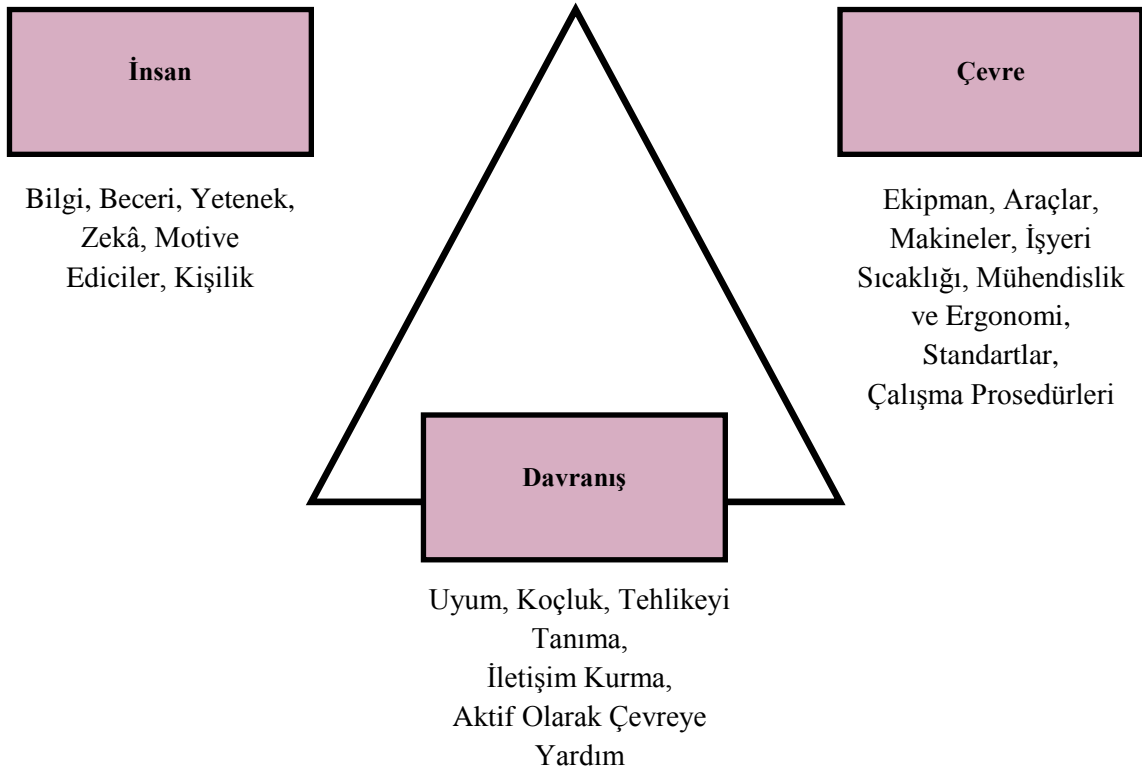 İnsan
Bilgi, Beceri, Yetenek,
Zekâ, Motive
Ediciler, Kişilik
Çevre
Ekipman, Araçlar,
Makineler, İşyeri
Sıcaklığı, Mühendislik
ve Ergonomi,
Standartlar,
Çalışma Prosedürleri
Davranış
Uyum, Koçluk, Tehlikeyi
Tanıma,
İletişim Kurma,
Aktif Olarak Çevreye
Yardım